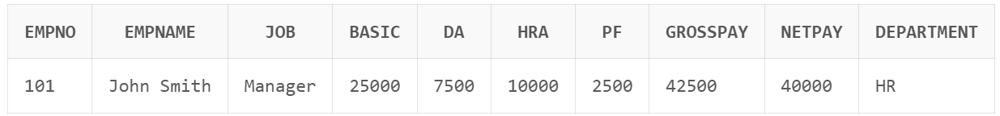 EMPNO EMPNAME JOB BASIC DA HRA PF GROSSPAY NETPAY DEPARTMENT
101 John Smith Manager 25000 7500 10000 2500 42500 40000 HR